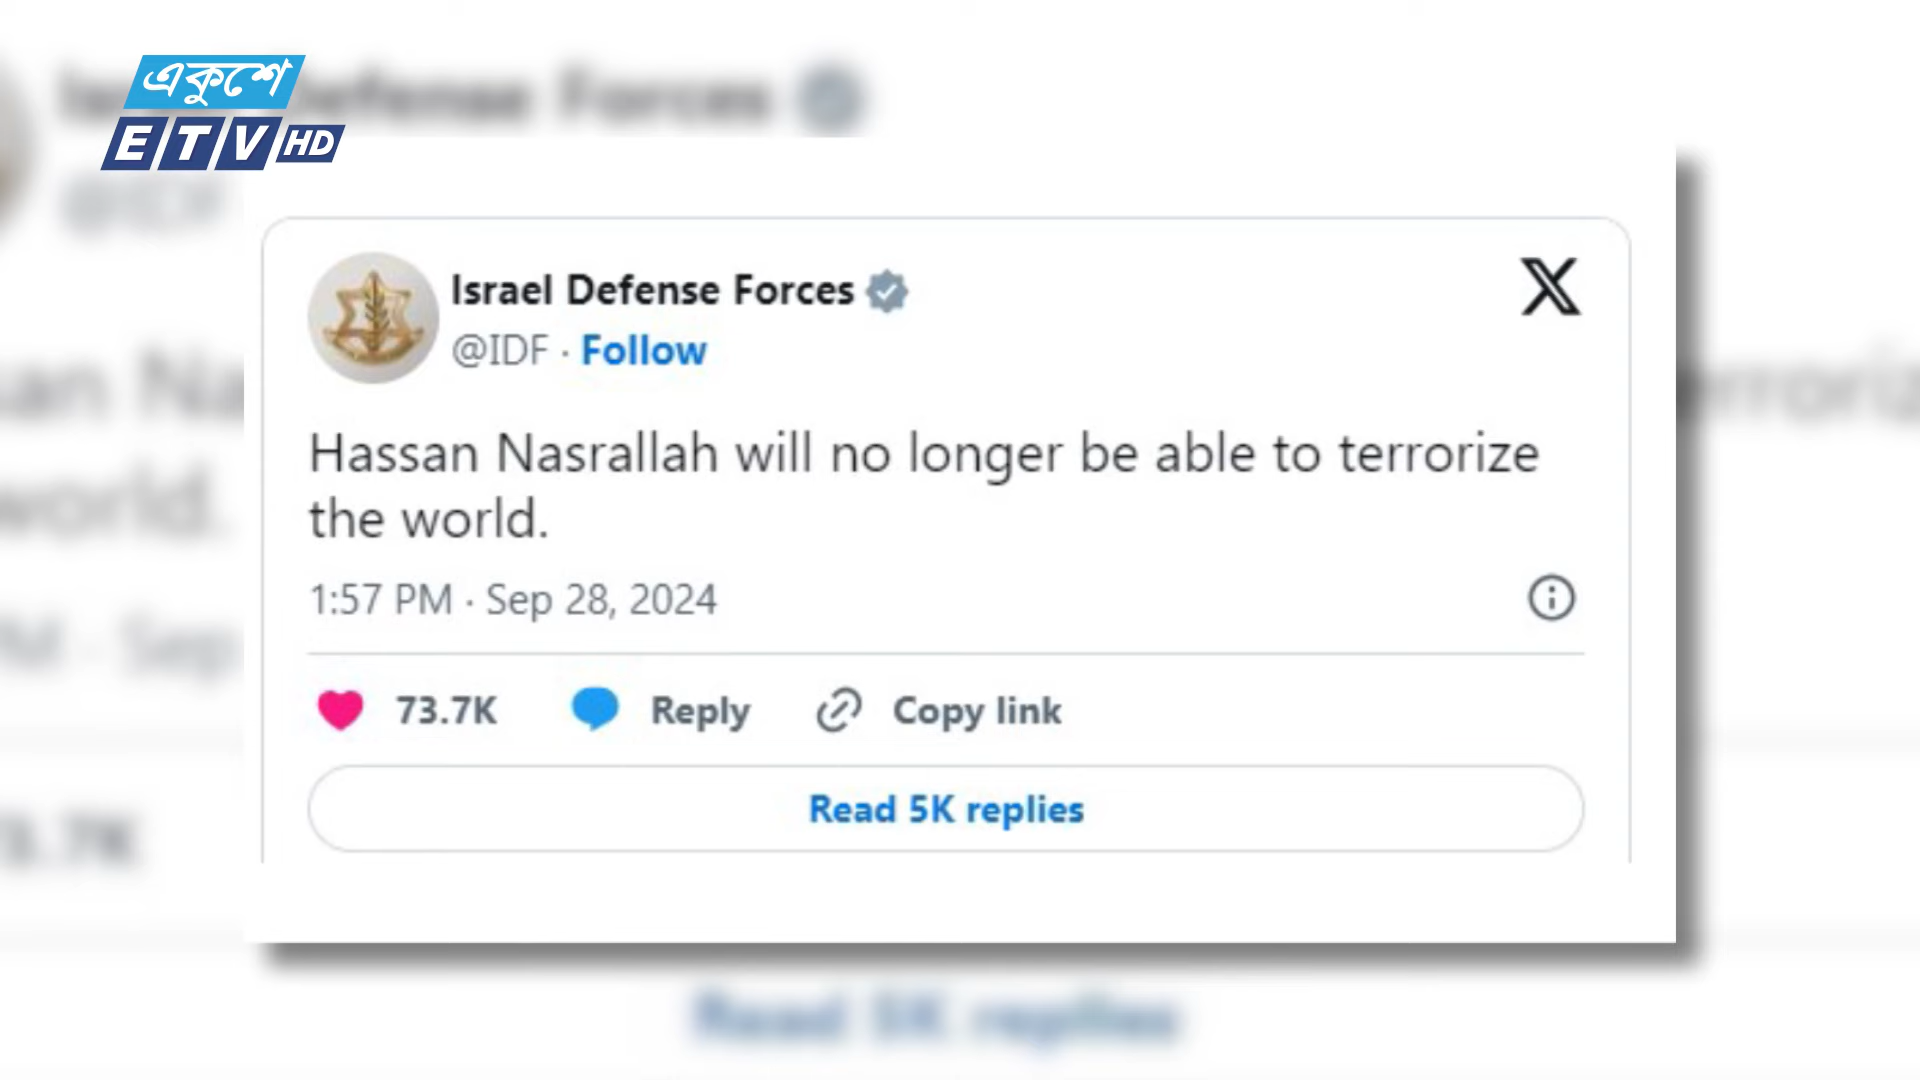 একুশে
ETV HD
Israel Defense Forces
@IDF · Follow
Hassan Nasrallah will no longer be able to terrorize
the world.
1:57 PM · Sep 28, 2024
73.7K Reply Copy link
Read 5K replies